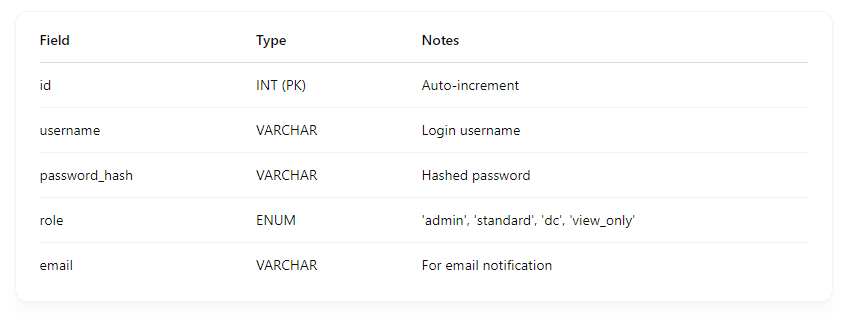 Field Type Notes
id INT (PK) Auto-increment
username VARCHAR Login username
password_hash VARCHAR Hashed password
role ENUM 'admin', 'standard', 'dc', 'view_only'
email VARCHAR For email notification